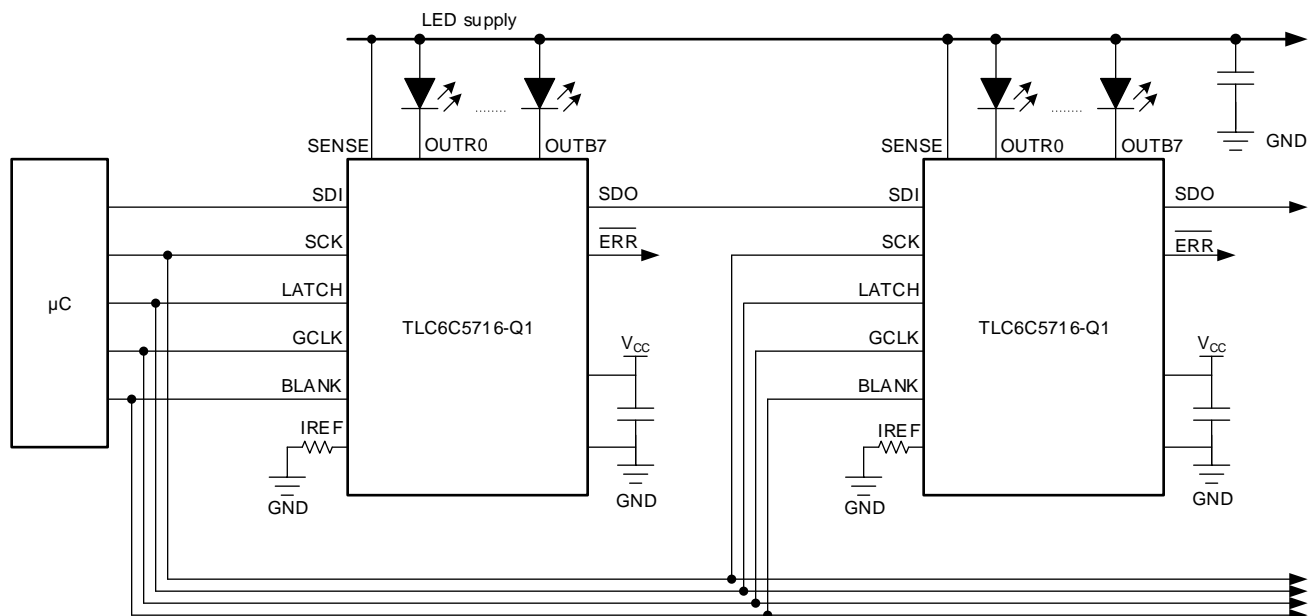 LED supply
SENSE
OUTR0
OUTB7
SENSE
OUTR0
OUTB7
GND
µC
SDI
SCK
LATCH
GCLK
BLANK
IREF
GND
TLC6C5716-Q1
SDO
ERR
VCC
GND
SDI
SCK
LATCH
GCLK
BLANK
IREF
GND
TLC6C5716-Q1
SDO
ERR
VCC
GND